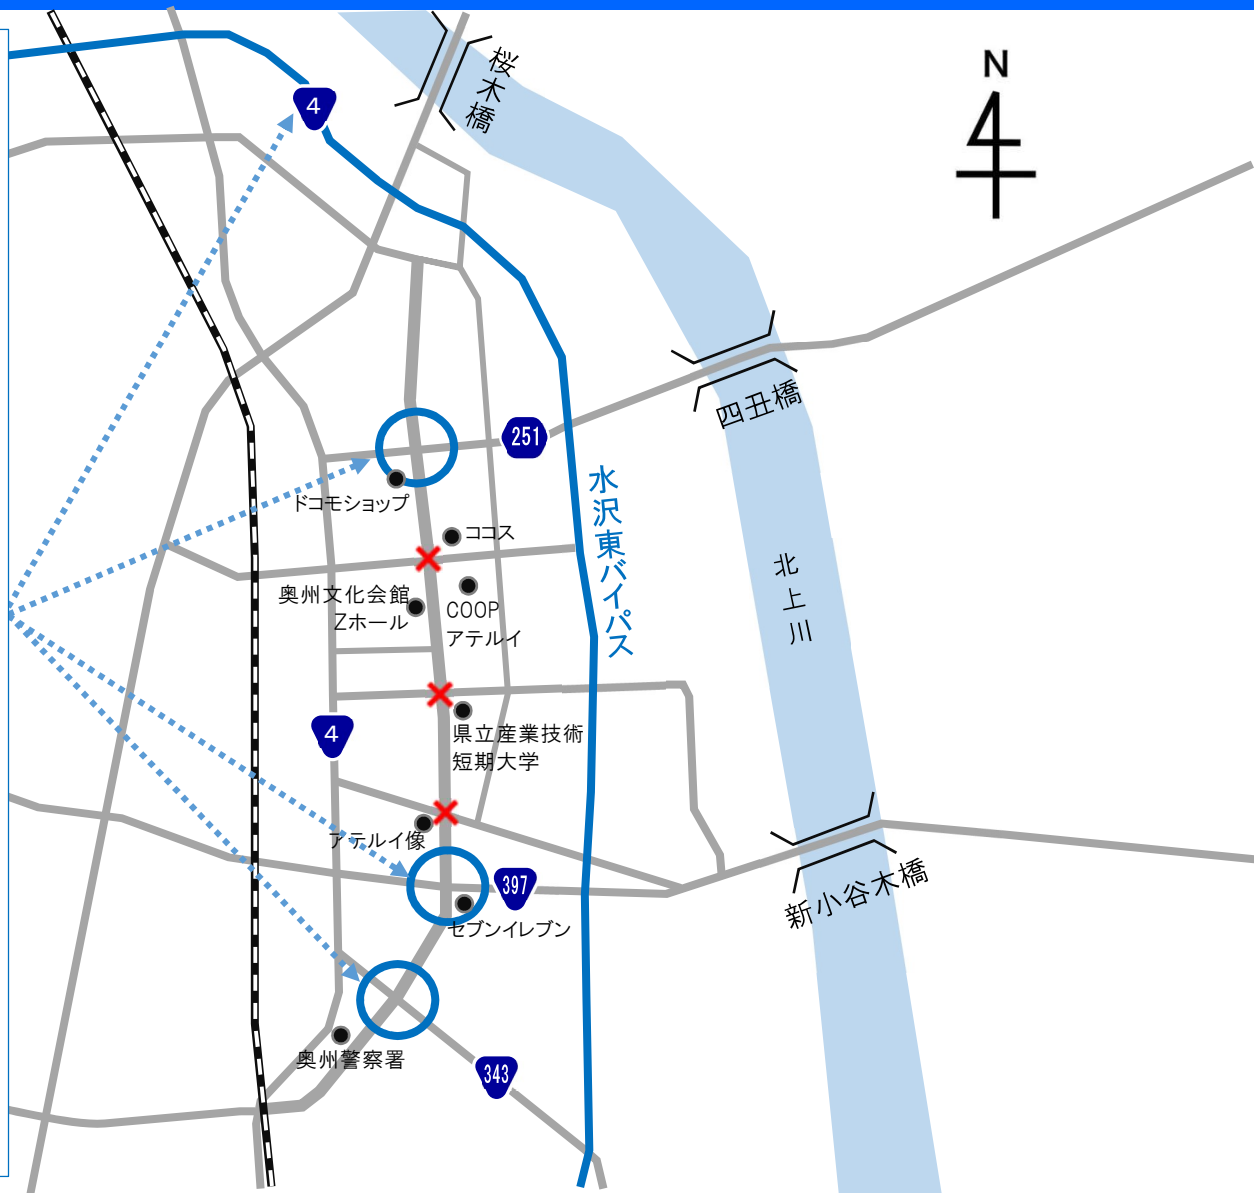 N
桜木橋
4
四丑橋
251
水沢東バイパス
ドコモショップ
ココス
北上川
奥州文化会館
Zホール
COOP
アテルイ
4
県立産業技術
短期大学
アテルイ像
397
新小谷木橋
セブンイレブン
奥州警察署
343